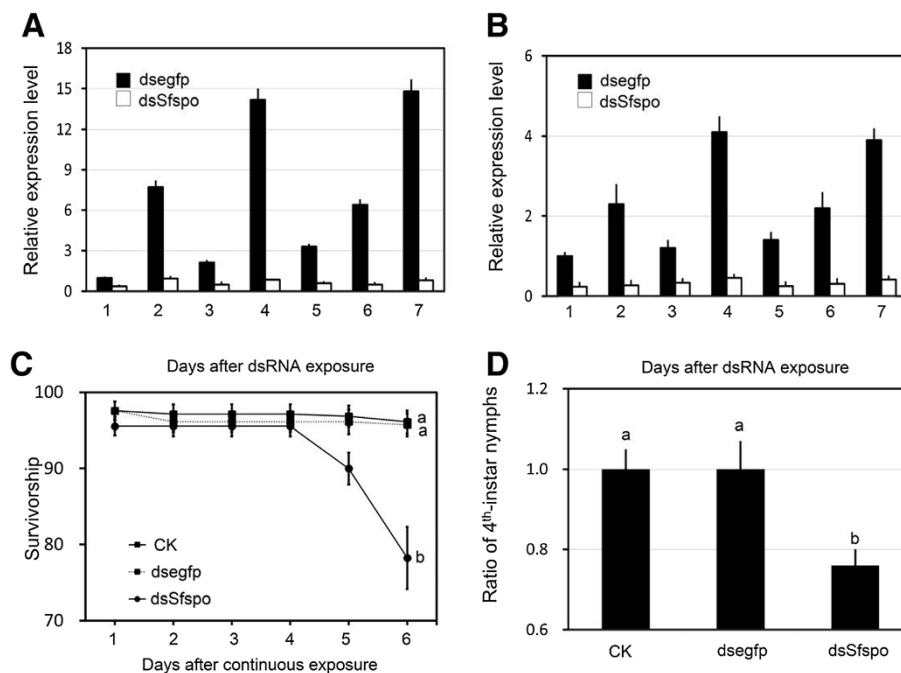 A
Relative expression level
18
15
12
9
6
3
0
dsegfp
dsSfspo
1 2 3 4 5 6 7
Days after dsRNA exposure
B
Relative expression level
6
4
2
0
dsegfp
dsSfspo
1 2 3 4 5 6 7
Days after dsRNA exposure
C
Survivorship
100
90
80
70
a
a
b
CK
dsegfp
dsSfspo
1 2 3 4 5 6
Days after continuous exposure
D
Ratio of 4th-instar nymphs
1.2
1.0
0.8
0.6
a
a
b
CK dsegfp dsSfspo